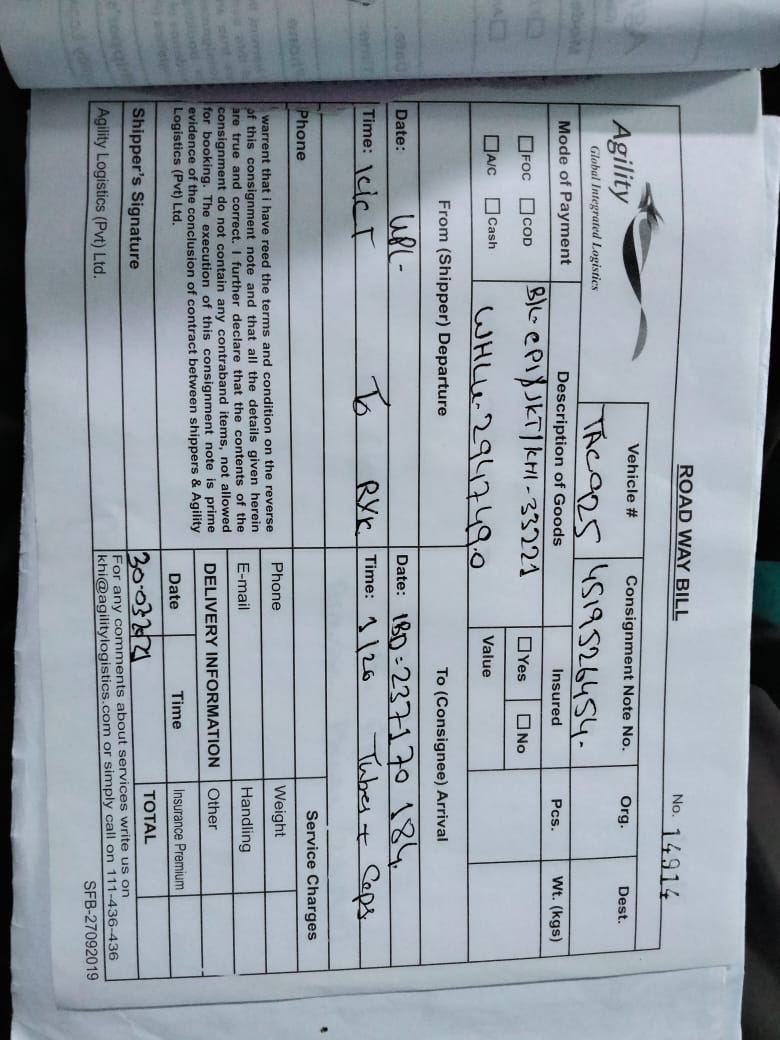 ROAD WAY BILL
No. 14914
Agility
Global Integrated Logistics
Vehicle # Consignment Note No. Org. Dest.
TAC925 4519526454-
Mode of Payment Description of Goods Insured Pcs. Wt. (kgs)
FOC COD B/L- CPI/JKT/KHI-33221 Yes No
A/C Cash WHLU-2947490 Value
From (Shipper) Departure To (Consignee) Arrival
Date: UPL- Date: IBD=237170184.
Time: KICT To RYK Time: 1/20 Tubes + Caps
Phone Service Charges
Phone Weight
E-mail Handling
DELIVERY INFORMATION Other
Date Time Insurance Premium
30-03-2021 TOTAL
warrent that i have reed the terms and condition on the reverse
of this consignment note and that all the details given herein
are true and correct. I further declare that the contents of the
consignment do not contain any contraband items, not allowed
for booking. The execution of this consignment note is prime
evidence of the conclusion of contract between shippers & Agility
Logistics (Pvt) Ltd.
Shipper's Signature
Agility Logistics (Pvt) Ltd.
For any comments about services write us on
khi@agilitylogistics.com or simply call on 111-436-436
SFB-27092019